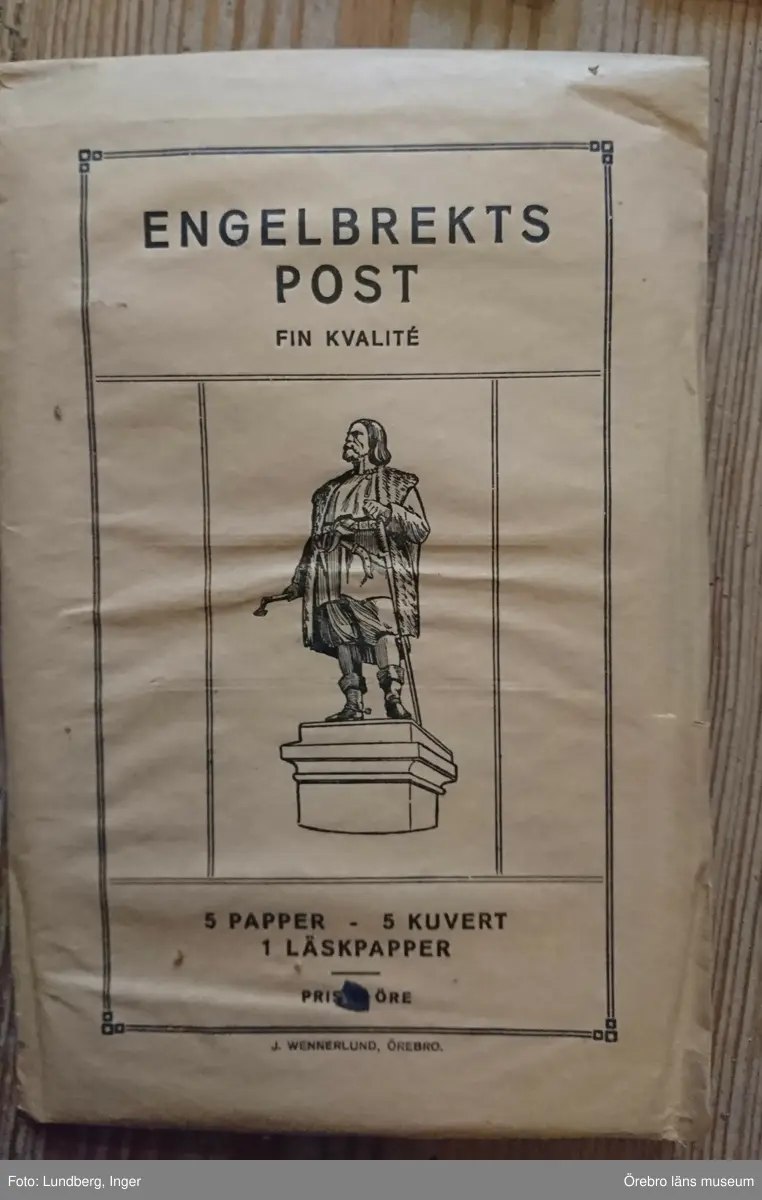 ENGELBREKTS
POST
FIN KVALITÉ
5 PAPPER - 5 KUVERT
1 LÄSKPAPPER
PRIS ÖRE
J. WENNERLUND, ÖREBRO.
Foto: Lundberg, Inger
Örebro läns museum